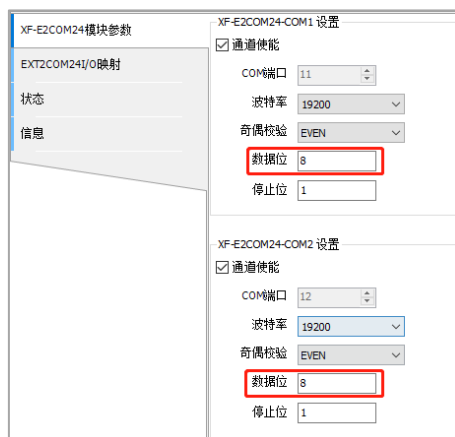 XF-E2COM24模块参数
EXT2COM24I/O映射
状态
信息
XF-E2COM24-COM1 设置
通道使能
COM端口 11
波特率 19200
奇偶校验 EVEN
数据位 8
停止位 1
XF-E2COM24-COM2 设置
通道使能
COM端口 12
波特率 19200
奇偶校验 EVEN
数据位 8
停止位 1